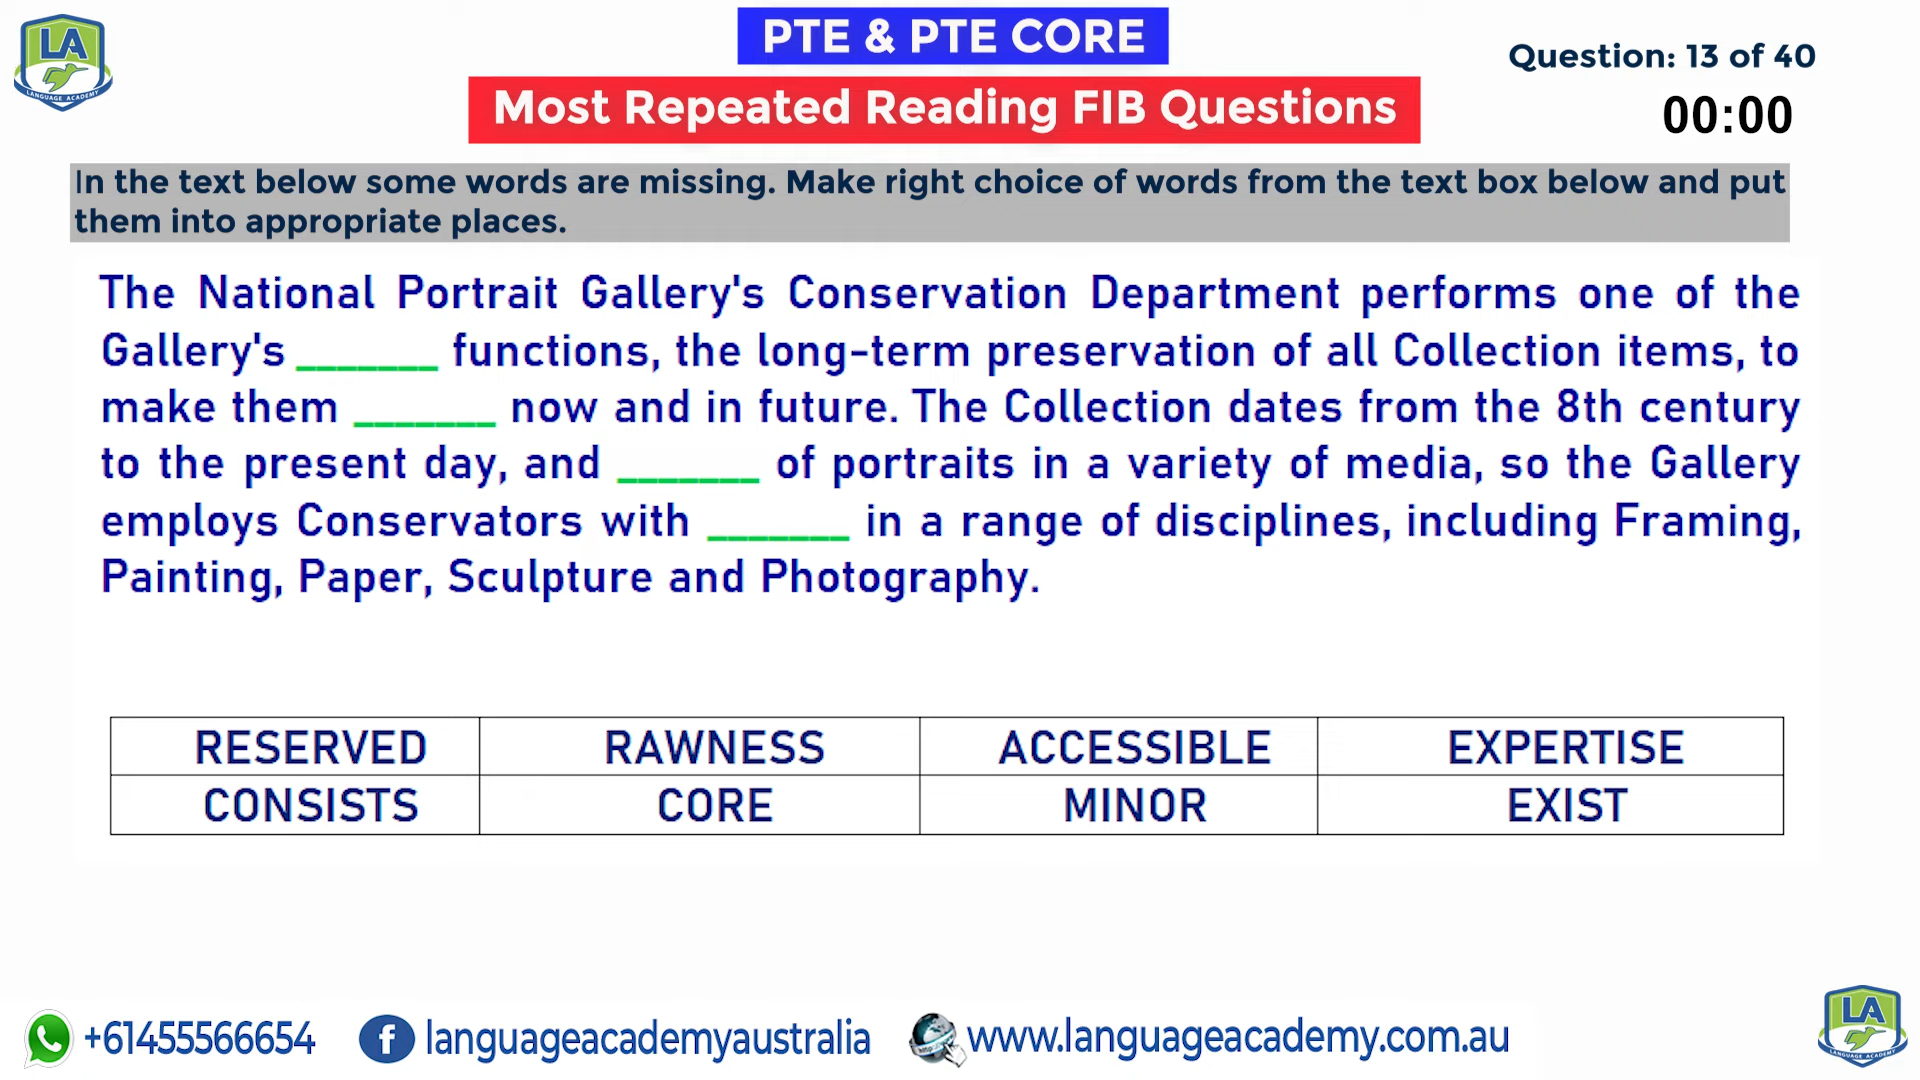 LA
LANGUAGE ACADEMY
PTE & PTE CORE
Question: 13 of 40
Most Repeated Reading FIB Questions
00:00
In the text below some words are missing. Make right choice of words from the text box below and put
them into appropriate places.
The National Portrait Gallery's Conservation Department performs one of the
Gallery's _______ functions, the long-term preservation of all Collection items, to
make them _______ now and in future. The Collection dates from the 8th century
to the present day, and _______ of portraits in a variety of media, so the Gallery
employs Conservators with _______ in a range of disciplines, including Framing,
Painting, Paper, Sculpture and Photography.
RESERVED RAWNESS ACCESSIBLE EXPERTISE
CONSISTS CORE MINOR EXIST
+61455566654 languageacademyaustralia www.languageacademy.com.au
LA
LANGUAGE ACADEMY